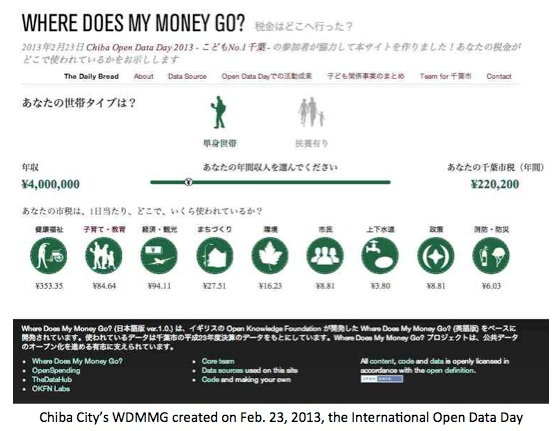 WHERE DOES MY MONEY GO? 税金はどこへ行った？
2013年2月23日 Chiba Open Data Day 2013 - こどもNo.1千葉 - の参加者が協力して本サイトを作りました！あなたの税金が
どこで使われているかをお示しします
The Daily Bread About Data Source Open Data Dayでの活動成果 子ども関係事業のまとめ Team for 千葉市 Contact
あなたの世帯タイプは？
単身世帯 扶養有り
年収 あなたの年間収入を選んでください あなたの千葉市税（年間）
¥4,000,000 ¥ ¥220,200
あなたの市税は、1日当たり、どこで、いくら使われているか？
健康福祉 子育て・教育 経済・観光 まちづくり 環境 市民 上下水道 政策 消防・防災
¥353.35 ¥84.64 ¥94.11 ¥27.51 ¥16.23 ¥8.81 ¥3.80 ¥8.81 ¥6.03
Where Does My Money Go? (日本語版 ver.1.0.) は、イギリスの Open Knowledge Foundation が開発した Where Does My Money Go? (英語版) をベースに
開発されています。使われているデータは千葉市の平成23年度決算のデータをもとにしています。Where Does My Money Go? プロジェクトは、公共データ
のオープン化を進める有志に支えられています。
• Where Does My Money Go? • Core team All content, code and data is openly licensed in
• OpenSpending • Data sources used on this site accordance with the open definition.
• TheDataHub • Code and making your own OPEN DATA
• OKFN Labs
Chiba City's WDMMG created on Feb. 23, 2013, the International Open Data Day